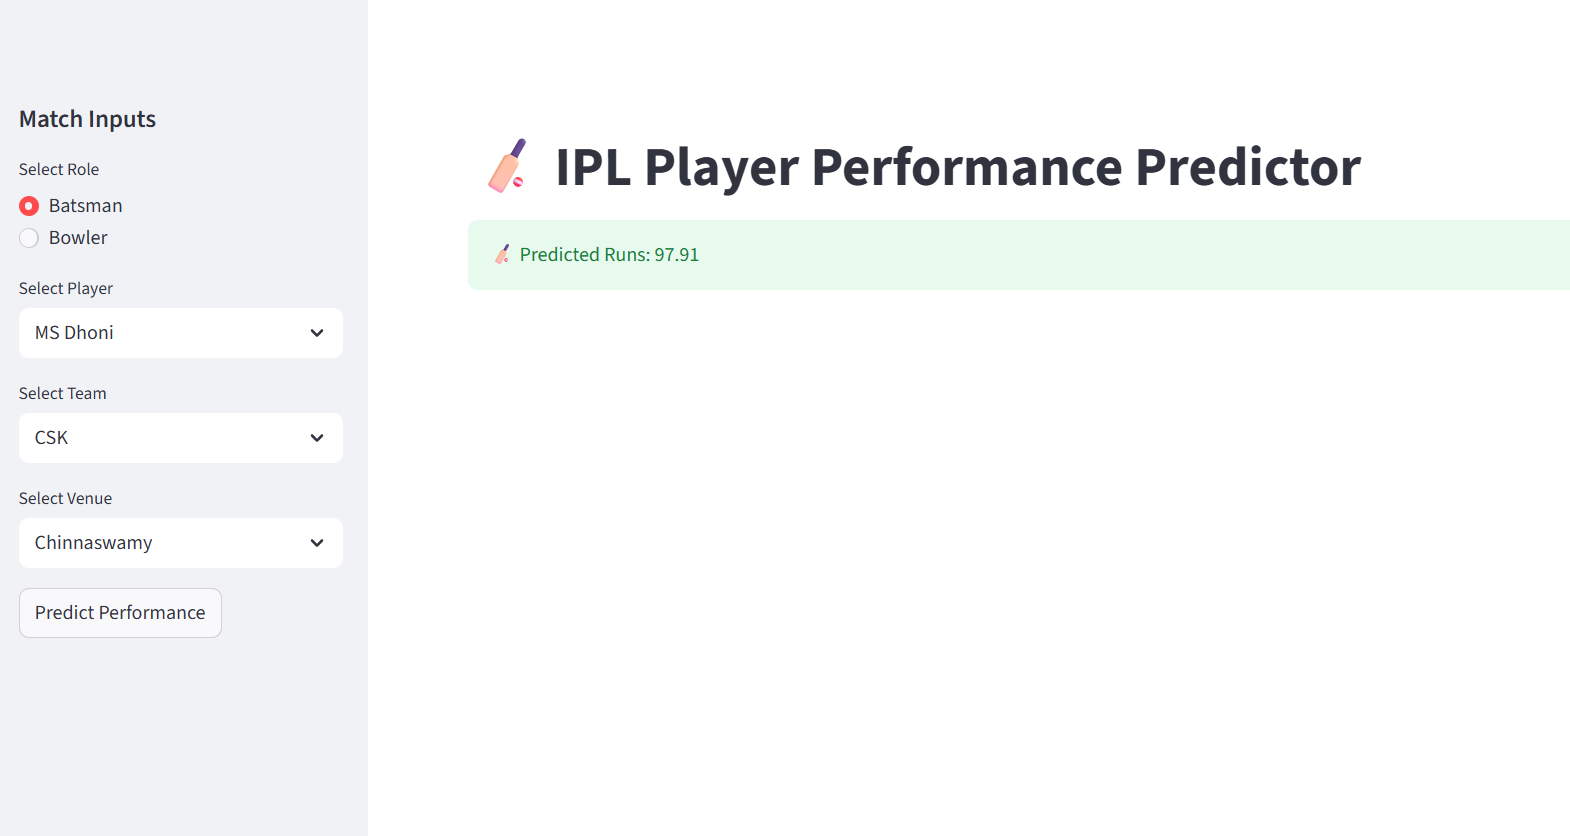 Match Inputs
Select Role
Batsman
Bowler
Select Player
MS Dhoni
Select Team
CSK
Select Venue
Chinnaswamy
Predict Performance
IPL Player Performance Predictor
Predicted Runs: 97.91